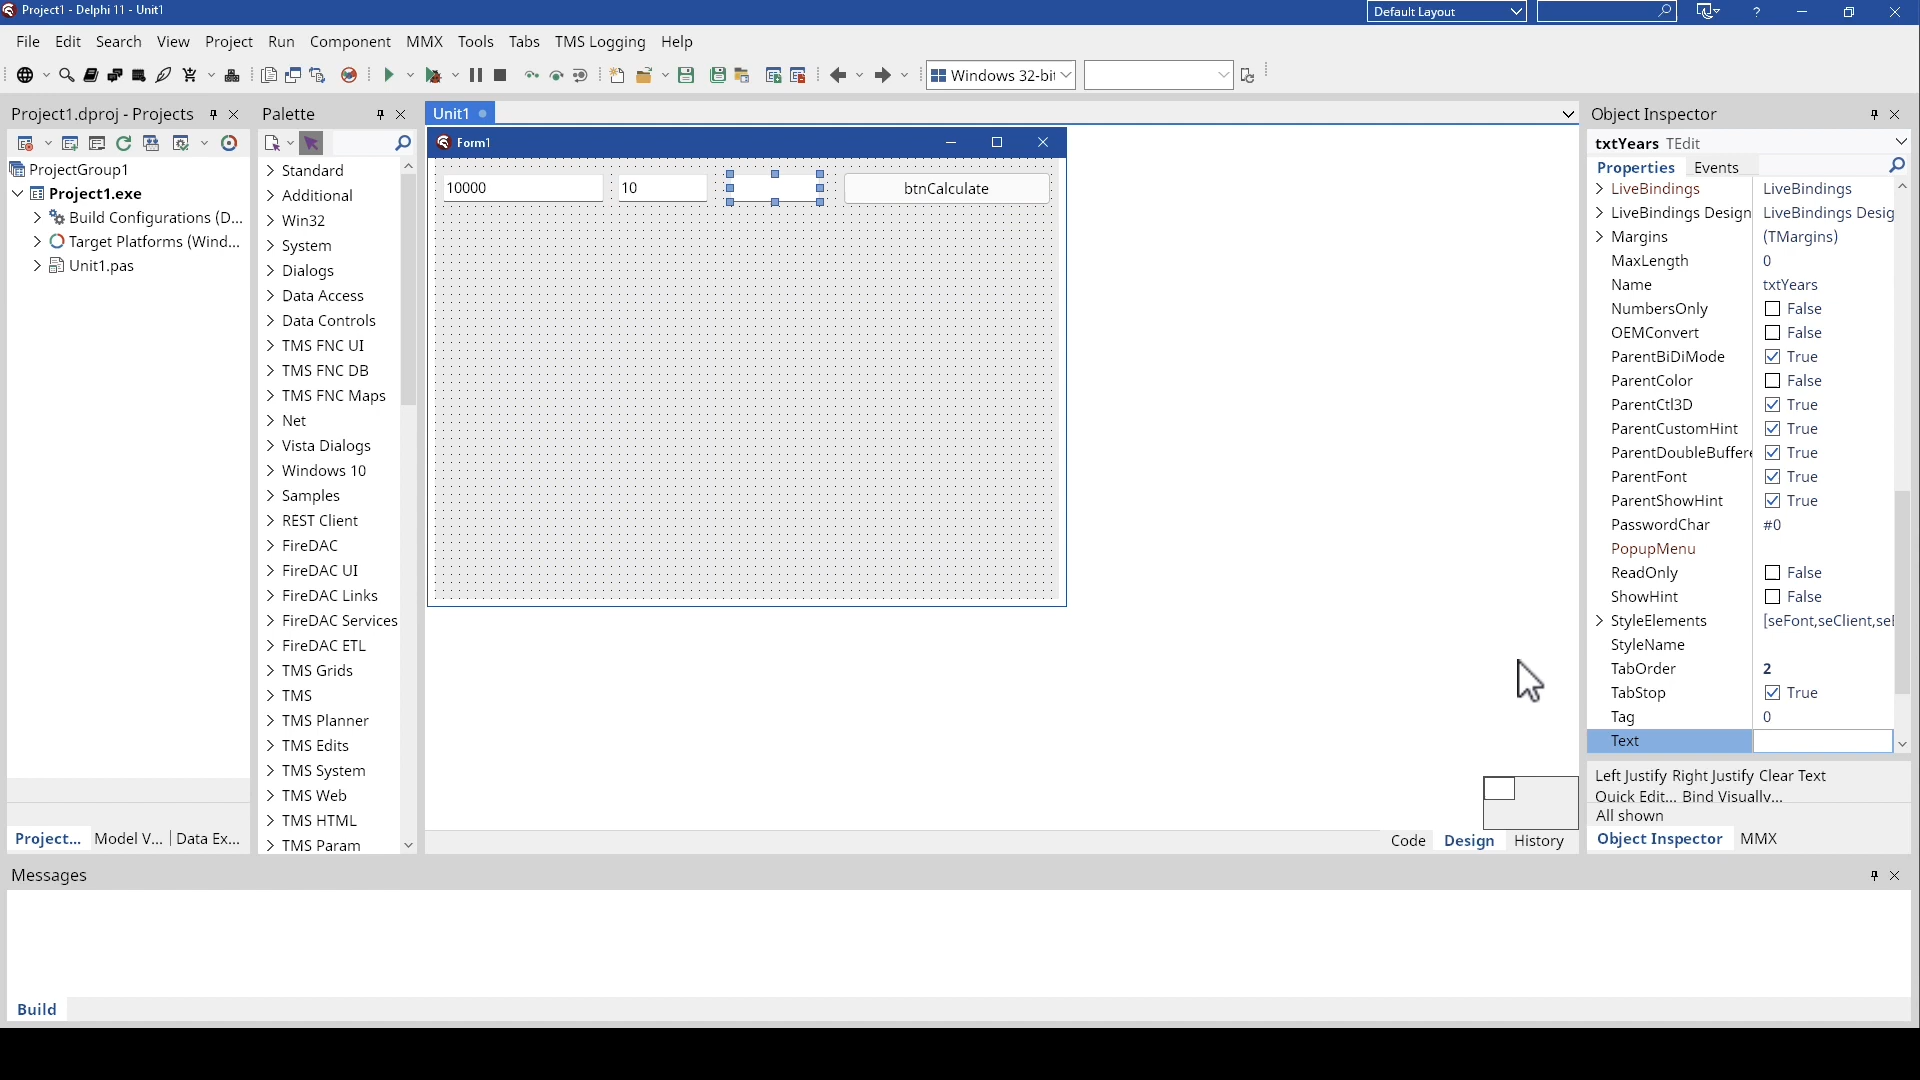 Project1 - Delphi 11 - Unit1
Default Layout
File Edit Search View Project Run Component MMX Tools Tabs TMS Logging Help
Windows 32-bit
Project1.dproj - Projects
ProjectGroup1
Project1.exe
Build Configurations (D...
Target Platforms (Wind...
Unit1.pas
Project...
Model V...
Data Ex...
Palette
Standard
Additional
Win32
System
Dialogs
Data Access
Data Controls
TMS FNC UI
TMS FNC DB
TMS FNC Maps
Net
Vista Dialogs
Windows 10
Samples
REST Client
FireDAC
FireDAC UI
FireDAC Links
FireDAC Services
FireDAC ETL
TMS Grids
TMS
TMS Planner
TMS Edits
TMS System
TMS Web
TMS HTML
TMS Param
Unit1
Form1
10000
10
btnCalculate
Code Design History
Object Inspector
txtYears TEdit
Properties Events
LiveBindings LiveBindings
LiveBindings Design LiveBindings Desig
Margins (TMargins)
MaxLength 0
Name txtYears
NumbersOnly False
OEMConvert False
ParentBiDiMode True
ParentColor False
ParentCtl3D True
ParentCustomHint True
ParentDoubleBuffere True
ParentFont True
ParentShowHint True
PasswordChar #0
PopupMenu
ReadOnly False
ShowHint False
StyleElements [seFont,seClient,seI
StyleName
TabOrder 2
TabStop True
Tag 0
Text
Left Justify Right Justify Clear Text
Quick Edit... Bind Visually...
All shown
Object Inspector MMX
Messages
Build